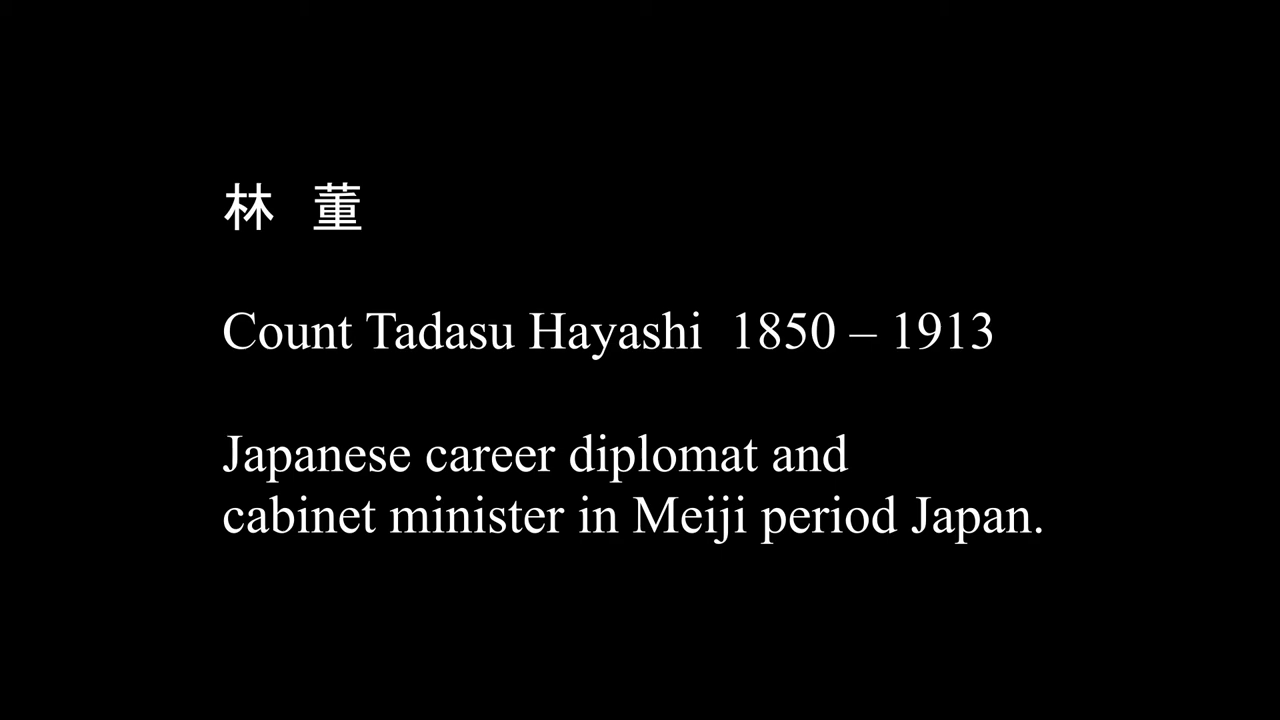 林　董
Count Tadasu Hayashi  1850 – 1913
Japanese career diplomat and
cabinet minister in Meiji period Japan.